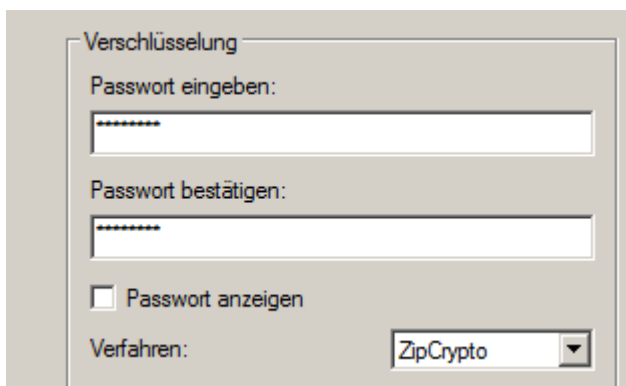 Verschlüsselung
Passwort eingeben:
********
Passwort bestätigen:
********
Passwort anzeigen
Verfahren: ZipCrypto